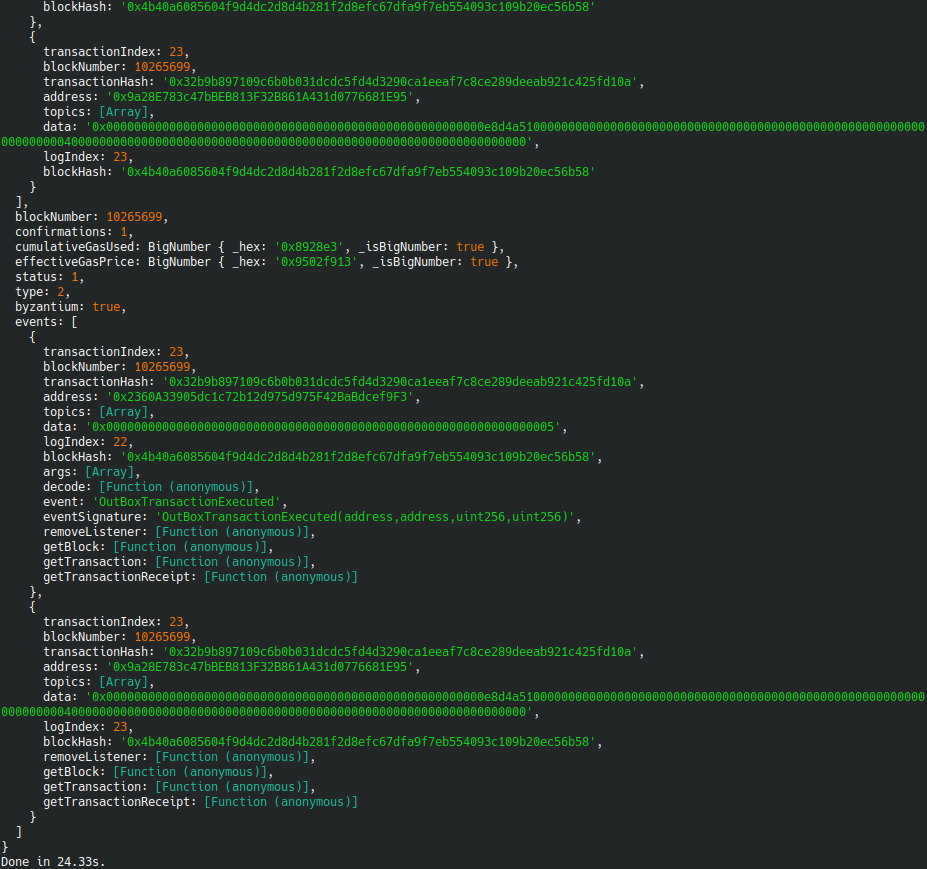 blockHash: '0x4b40a6085604f9d4dc2d8d4b281f2d8efc67dfa9f7eb554093c109b20ec56b58'
},
{
transactionIndex: 23,
blockNumber: 10265699,
transactionHash: '0x32b9b897109c6b0b031dcdc5fd4d3290ca1eeaf7c8ce289deeab921c425fd10a',
address: '0x9a28E783c47bBEB813F32B861A431d0776681E95',
topics: [Array],
data: '0x000000000000000000000000000000000000000000000000000000e8d4a5100000000000000000000000000000000000000000000000000000000
000000000400000000000000000000000000000000000000000000000000000000000000000',
logIndex: 23,
blockHash: '0x4b40a6085604f9d4dc2d8d4b281f2d8efc67dfa9f7eb554093c109b20ec56b58'
}
],
blockNumber: 10265699,
confirmations: 1,
cumulativeGasUsed: BigNumber { _hex: '0x8928e3', _isBigNumber: true },
effectiveGasPrice: BigNumber { _hex: '0x9502f913', _isBigNumber: true },
status: 1,
type: 2,
byzantium: true,
events: [
{
transactionIndex: 23,
blockNumber: 10265699,
transactionHash: '0x32b9b897109c6b0b031dcdc5fd4d3290ca1eeaf7c8ce289deeab921c425fd10a',
address: '0x2360A33905dc1c72b12d975d975F42BaBdcef9F3',
topics: [Array],
data: '0x0000000000000000000000000000000000000000000000000000000000000005',
logIndex: 22,
blockHash: '0x4b40a6085604f9d4dc2d8d4b281f2d8efc67dfa9f7eb554093c109b20ec56b58',
args: [Array],
decode: [Function (anonymous)],
event: 'OutBoxTransactionExecuted',
eventSignature: 'OutBoxTransactionExecuted(address,address,uint256,uint256)',
removeListener: [Function (anonymous)],
getBlock: [Function (anonymous)],
getTransaction: [Function (anonymous)],
getTransactionReceipt: [Function (anonymous)]
},
{
transactionIndex: 23,
blockNumber: 10265699,
transactionHash: '0x32b9b897109c6b0b031dcdc5fd4d3290ca1eeaf7c8ce289deeab921c425fd10a',
address: '0x9a28E783c47bBEB813F32B861A431d0776681E95',
topics: [Array],
data: '0x000000000000000000000000000000000000000000000000000000e8d4a5100000000000000000000000000000000000000000000000000000000
000000000400000000000000000000000000000000000000000000000000000000000000000',
logIndex: 23,
blockHash: '0x4b40a6085604f9d4dc2d8d4b281f2d8efc67dfa9f7eb554093c109b20ec56b58',
removeListener: [Function (anonymous)],
getBlock: [Function (anonymous)],
getTransaction: [Function (anonymous)],
getTransactionReceipt: [Function (anonymous)]
}
]
}
Done in 24.33s.